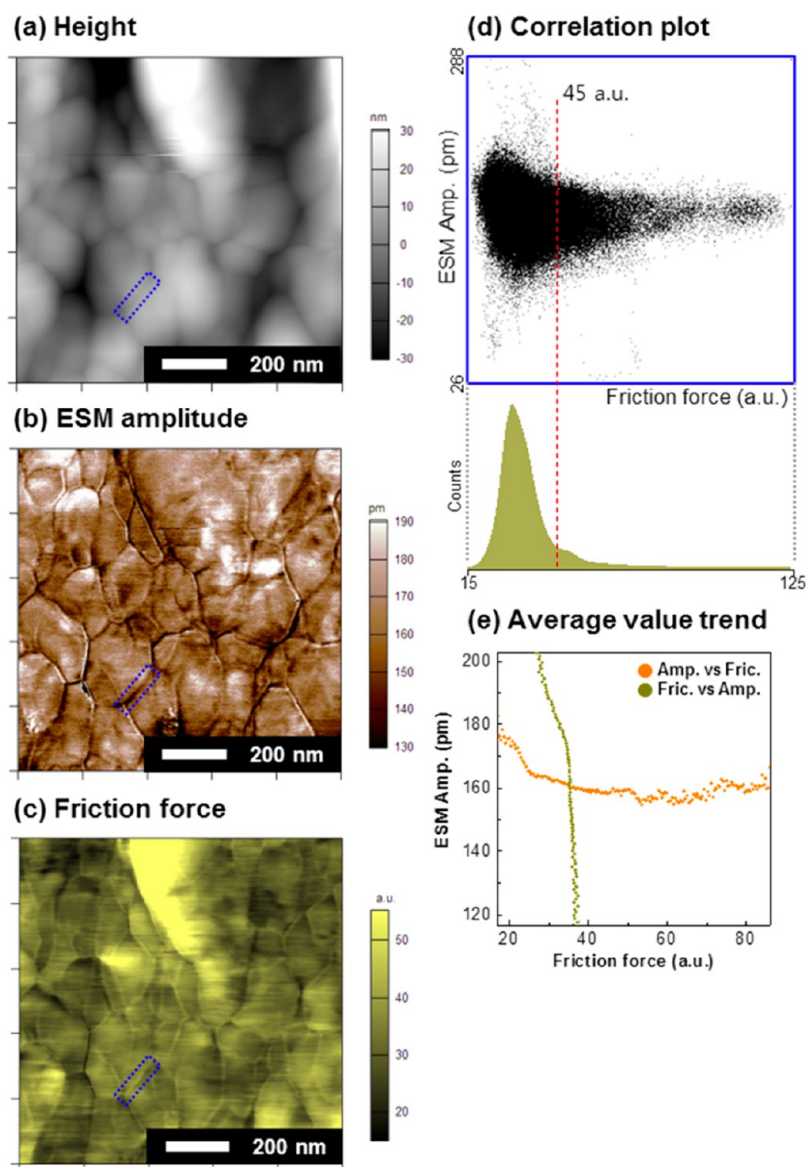 (a) Height
nm
30
20
10
0
-10
-20
-30
200 nm
(b) ESM amplitude
pm
190
180
170
160
150
140
130
200 nm
(c) Friction force
a.u.
50
40
30
20
200 nm
(d) Correlation plot
288
45 a.u.
ESM Amp. (pm)
26
Friction force (a.u.)
Counts
15
125
(e) Average value trend
200
180
160
140
120
ESM Amp. (pm)
Amp. vs Fric.
Fric. vs Amp.
20
40
60
80
Friction force (a.u.)